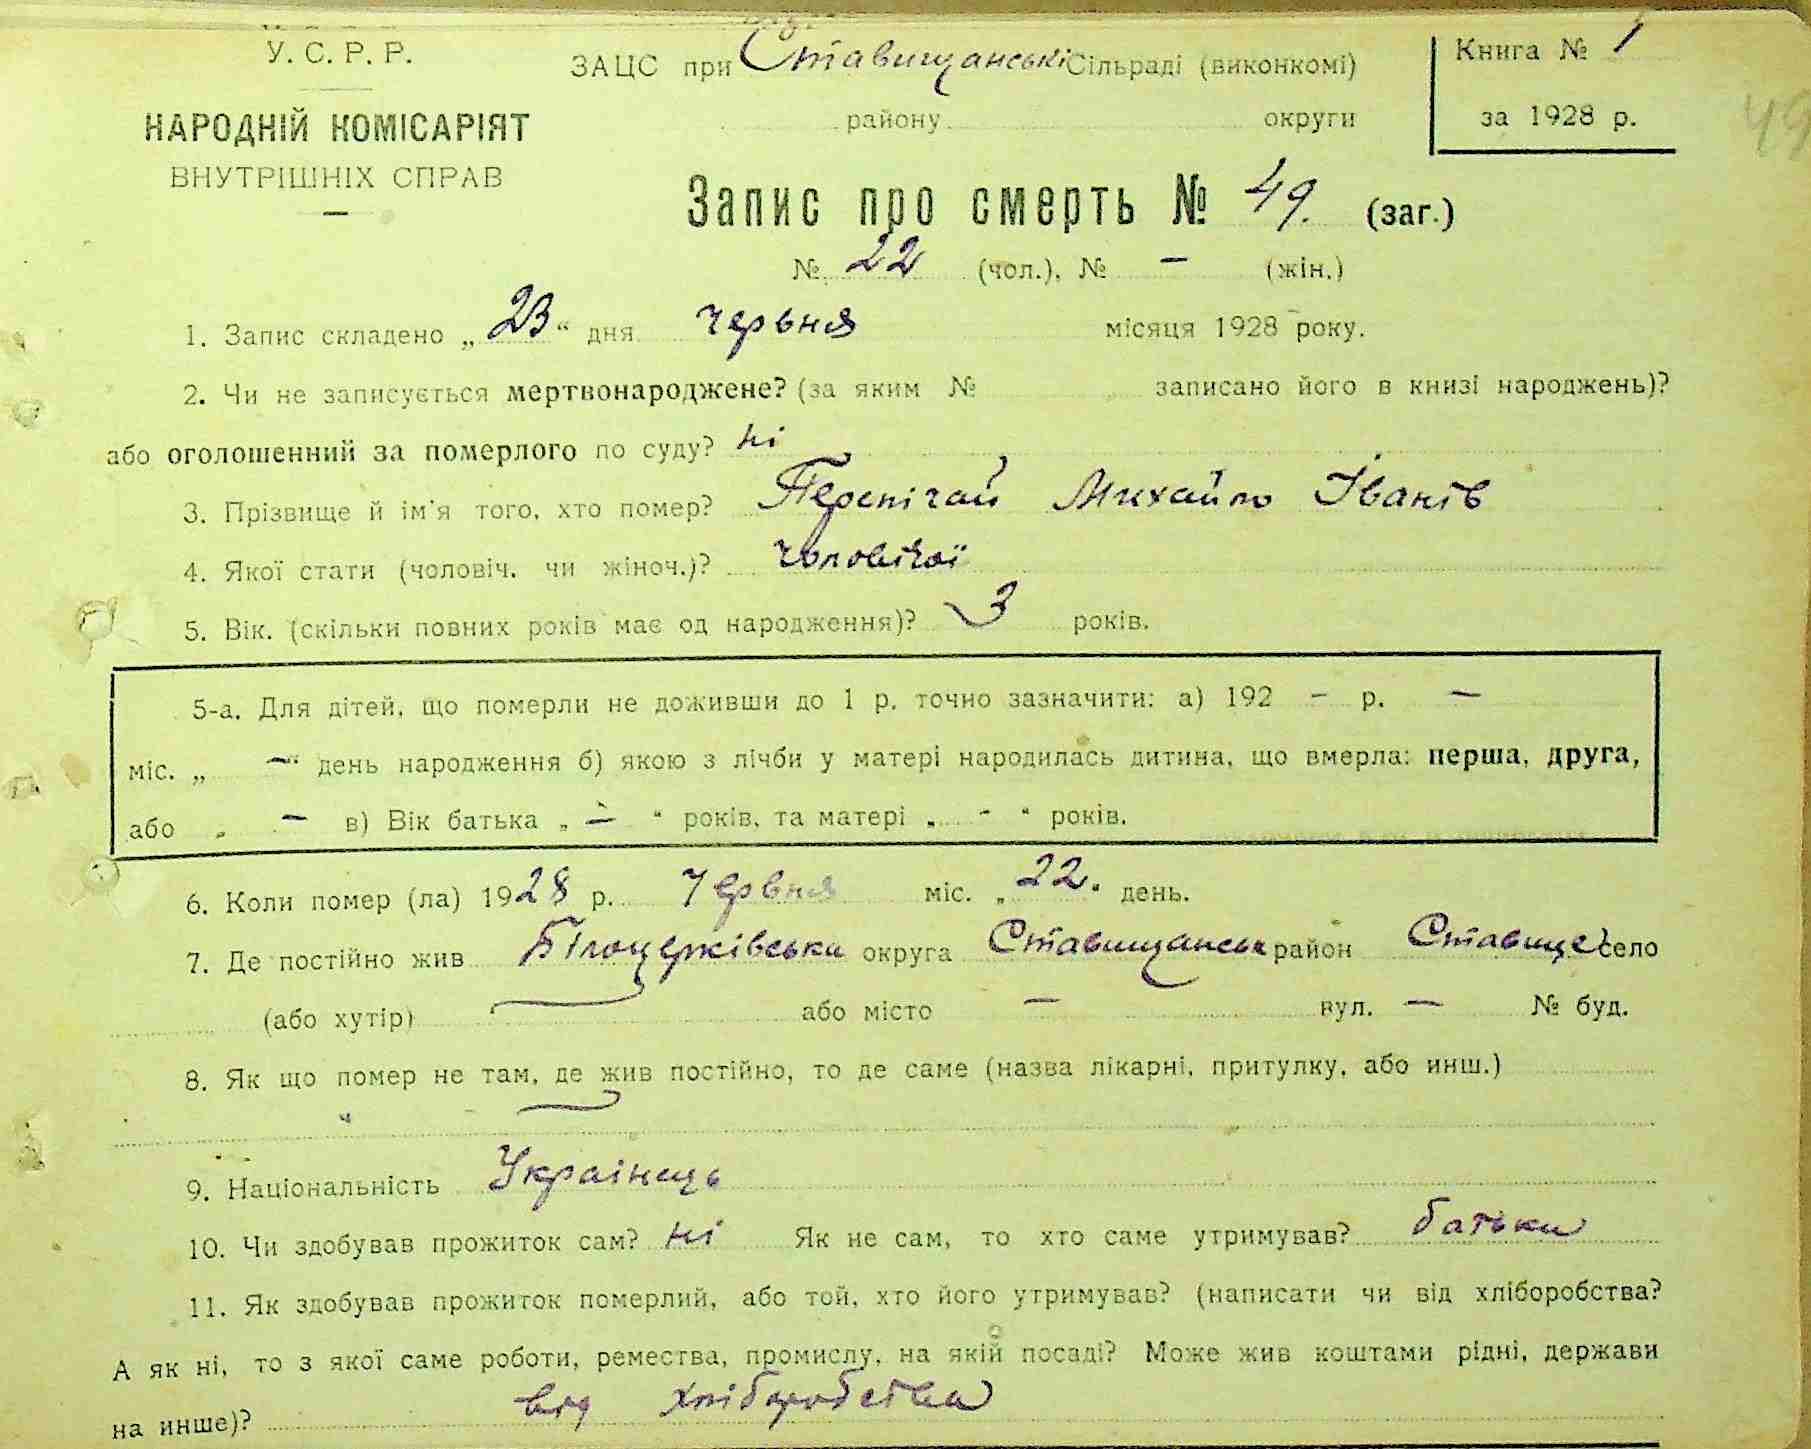 У. С. Р. Р.
НАРОДНІЙ КОМІСАРІЯТ
ВНУТРІШНІХ СПРАВ
ЗАЦС при Ставищанські Сільраді (виконкомі)
району округи
Книга № 1
за 1928 р.
49
Запис про смерть № 49. (заг.)
№ 22 (чол.), № — (жін.)
1. Запис складено „23“ дня червня місяця 1928 року.
2. Чи не записується мертвонароджене? (за яким № записано його в книзі народжень)?
або оголошенний за померлого по суду? ні
3. Прізвище й ім'я того, хто помер? Перепічай Михайло Іванів
4. Якої стати (чоловіч. чи жіноч.)? чоловічої
5. Вік. (скільки повних років має од народження)? 3 років.
5-а. Для дітей, що померли не доживши до 1 р. точно зазначити: а) 192 – р. —
міс. „ —“ день народження б) якою з лічби у матері народилась дитина, що вмерла: перша, друга,
або „ — в) Вік батька „ — “ років, та матері „ - “ років.
6. Коли помер (ла) 1928 р. червня міс. „22“ день.
7. Де постійно жив Білоцерківська округа Ставищанськ район Ставище село
(або хутір) або місто — вул. — № буд.
8. Як що помер не там, де жив постійно, то де саме (назва лікарні, притулку, або инш.)
9. Національність Українець
10. Чи здобував прожиток сам? ні Як не сам, то хто саме утримував? батьки
11. Як здобував прожиток померлий, або той, хто його утримував? (написати чи від хліборобства?
А як ні, то з якої саме роботи, ремества, промислу, на якій посаді? Може жив коштами рідні, держави
на инше)? від хліборобства